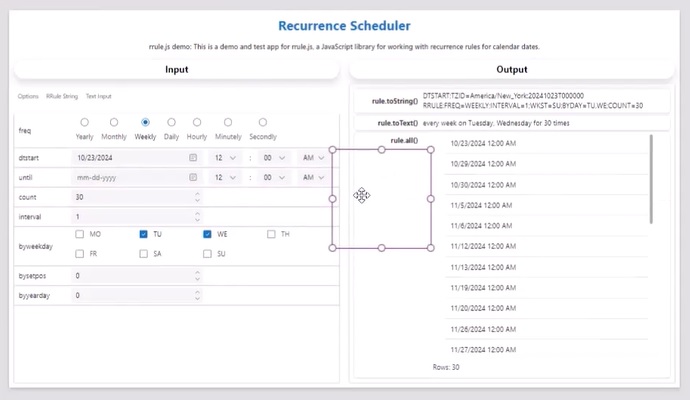 Recurrence Scheduler
rrule.js demo: This is a demo and test app for rrule.js, a JavaScript library for working with recurrence rules for calendar dates.
Input
Options RRule String Text Input
freq
Yearly Monthly Weekly Daily Hourly Minutely Secondly
dtstart 10/23/2024 12 : 00 AM
until mm-dd-yyyy 12 : 00 AM
count 30
interval 1
byweekday
MO TU WE TH
FR SA SU
bysetpos 0
byyearday 0
Output
rule.toString() DTSTART;TZID=America/New_York:20241023T000000
RRULE:FREQ=WEEKLY;INTERVAL=1;WKST=SU;BYDAY=TU,WE;COUNT=30
rule.toText() every week on Tuesday, Wednesday for 30 times
rule.all()
10/23/2024 12:00 AM
10/29/2024 12:00 AM
10/30/2024 12:00 AM
11/5/2024 12:00 AM
11/6/2024 12:00 AM
11/12/2024 12:00 AM
11/13/2024 12:00 AM
11/19/2024 12:00 AM
11/20/2024 12:00 AM
11/26/2024 12:00 AM
11/27/2024 12:00 AM
Rows: 30